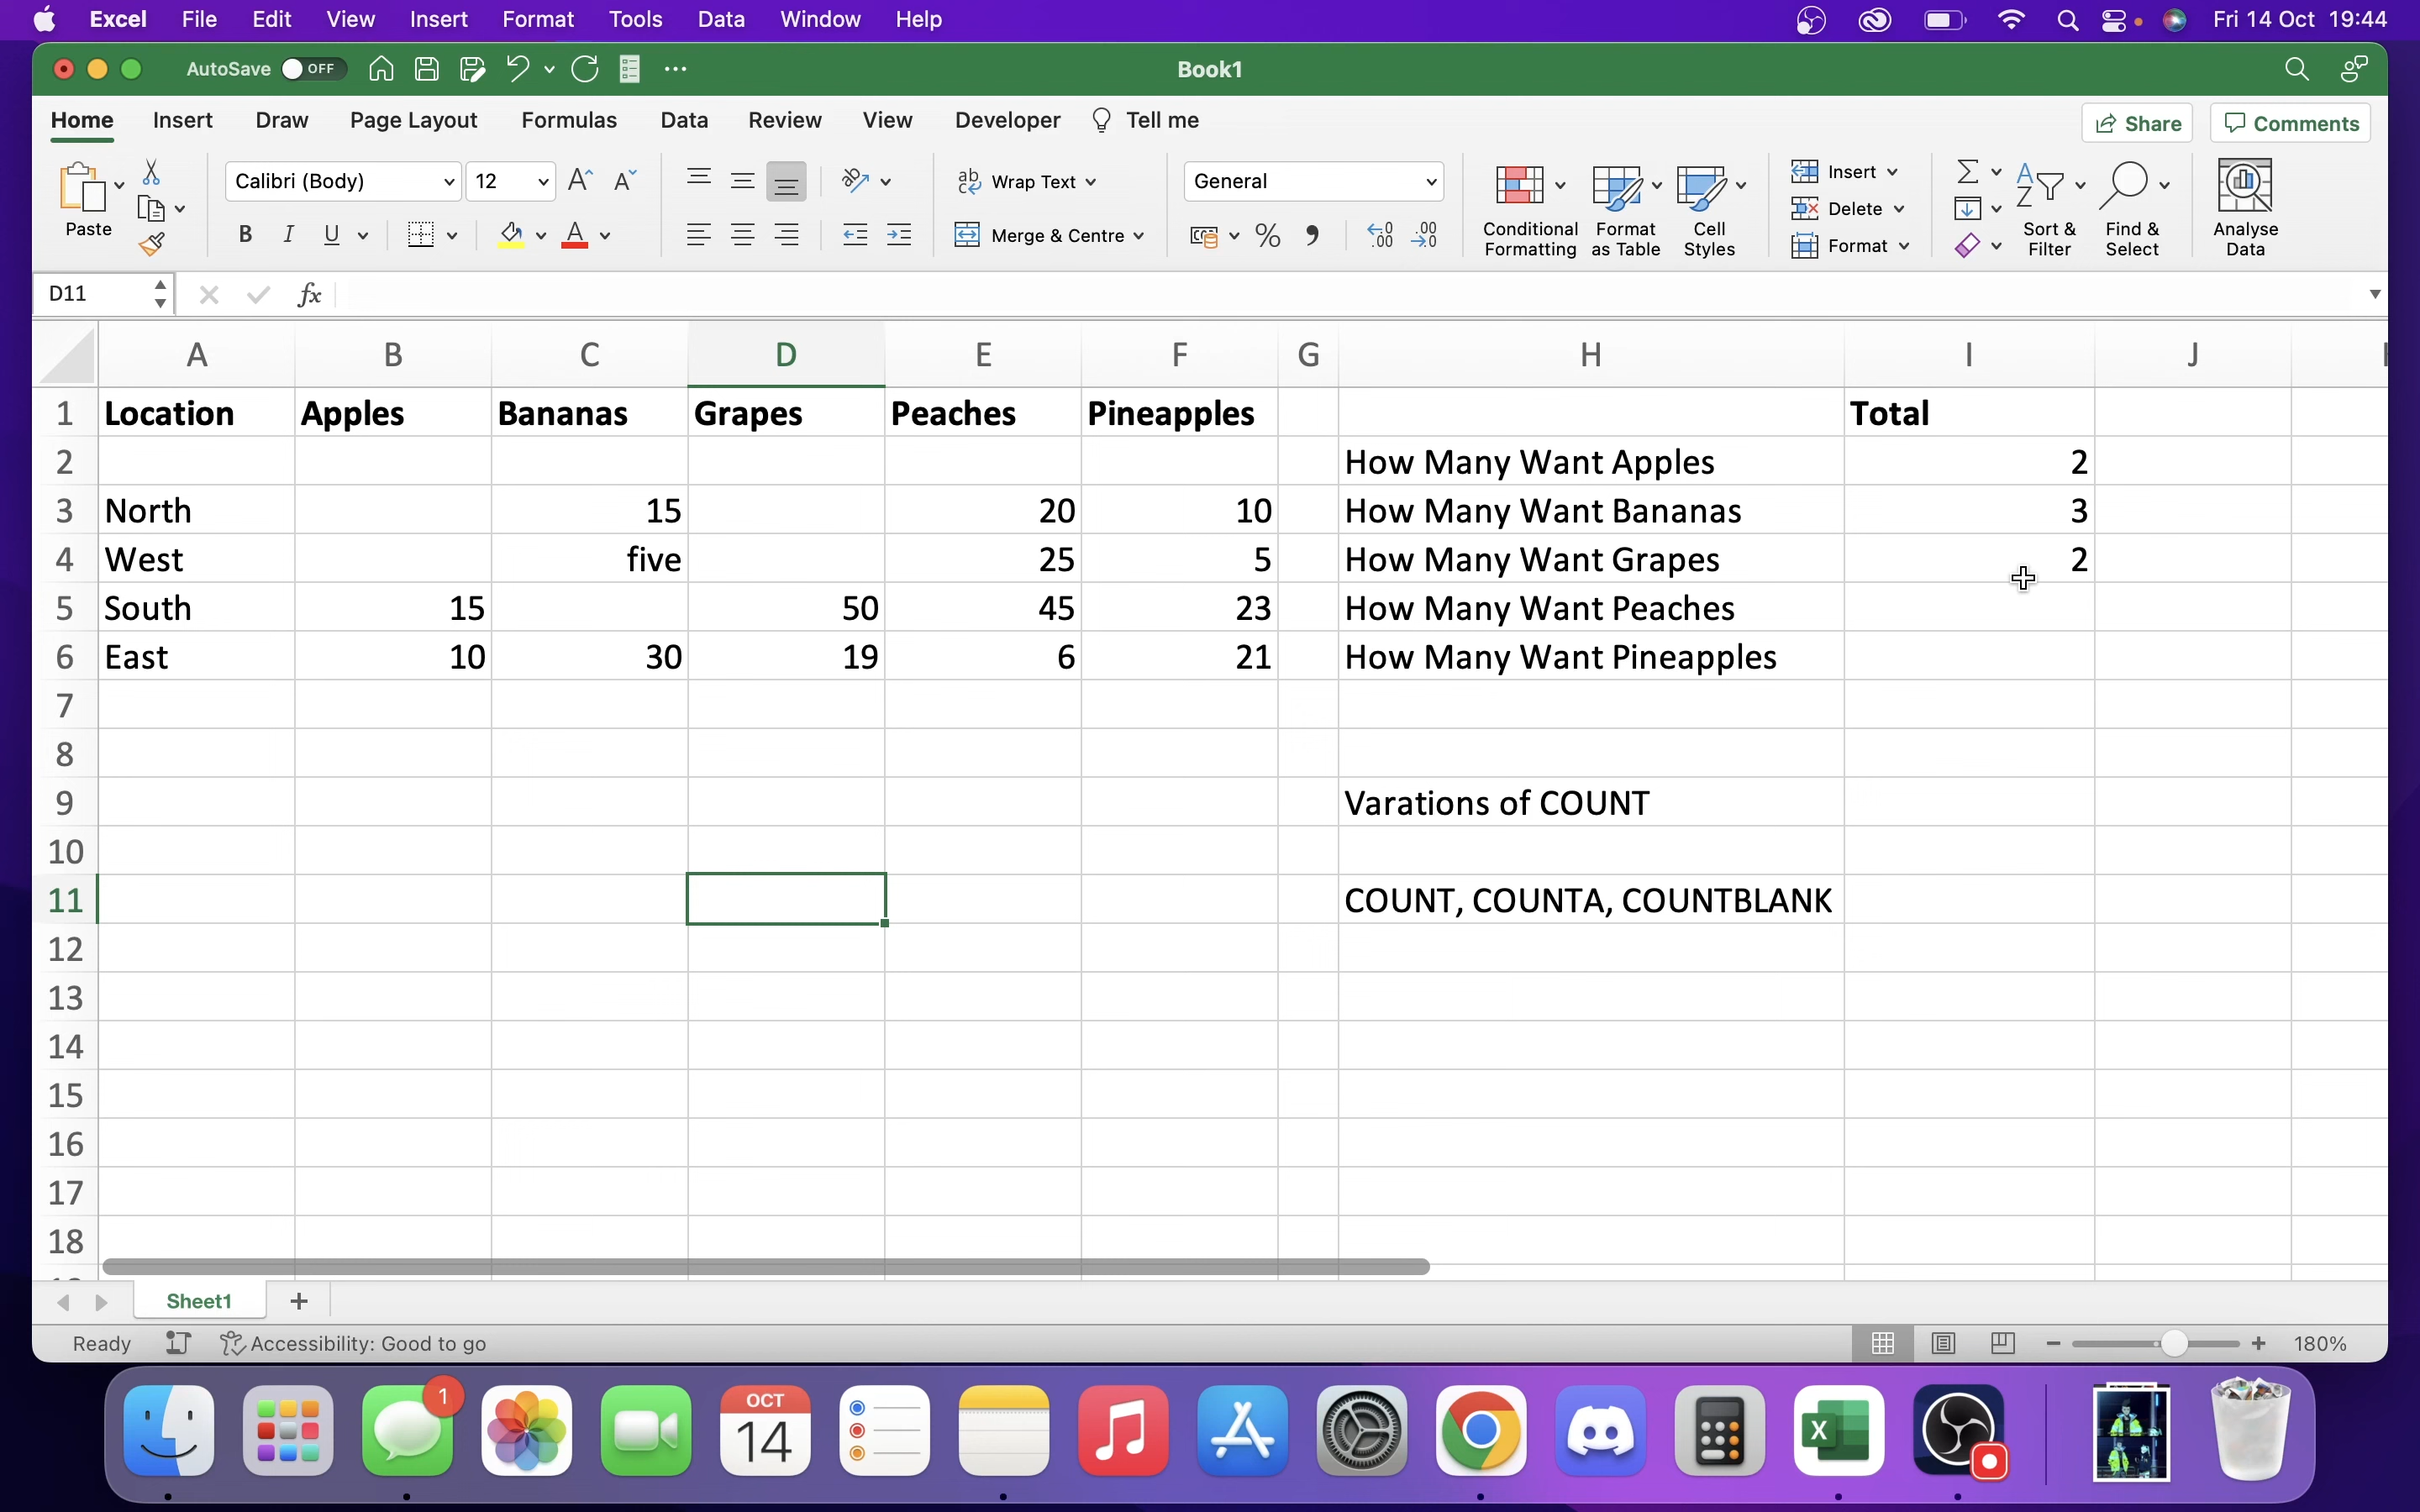 Excel File Edit View Insert Format Tools Data Window Help Fri 14 Oct 19:44
AutoSave OFF Book1
Home Insert Draw Page Layout Formulas Data Review View Developer Tell me Share Comments
Paste
Calibri (Body) 12
B I U
Wrap Text
Merge & Centre
General
Conditional Formatting
Format as Table
Cell Styles
Insert
Delete
Format
Sort & Filter
Find & Select
Analyse Data
D11 fx
A B C D E F G H I J
1 Location Apples Bananas Grapes Peaches Pineapples Total
2 How Many Want Apples 2
3 North 15 20 10 How Many Want Bananas 3
4 West five 25 5 How Many Want Grapes 2
5 South 15 50 45 23 How Many Want Peaches
6 East 10 30 19 6 21 How Many Want Pineapples
7
8
9 Varations of COUNT
10
11 COUNT, COUNTA, COUNTBLANK
12
13
14
15
16
17
18
Sheet1 +
Ready Accessibility: Good to go 180%
1
OCT
14